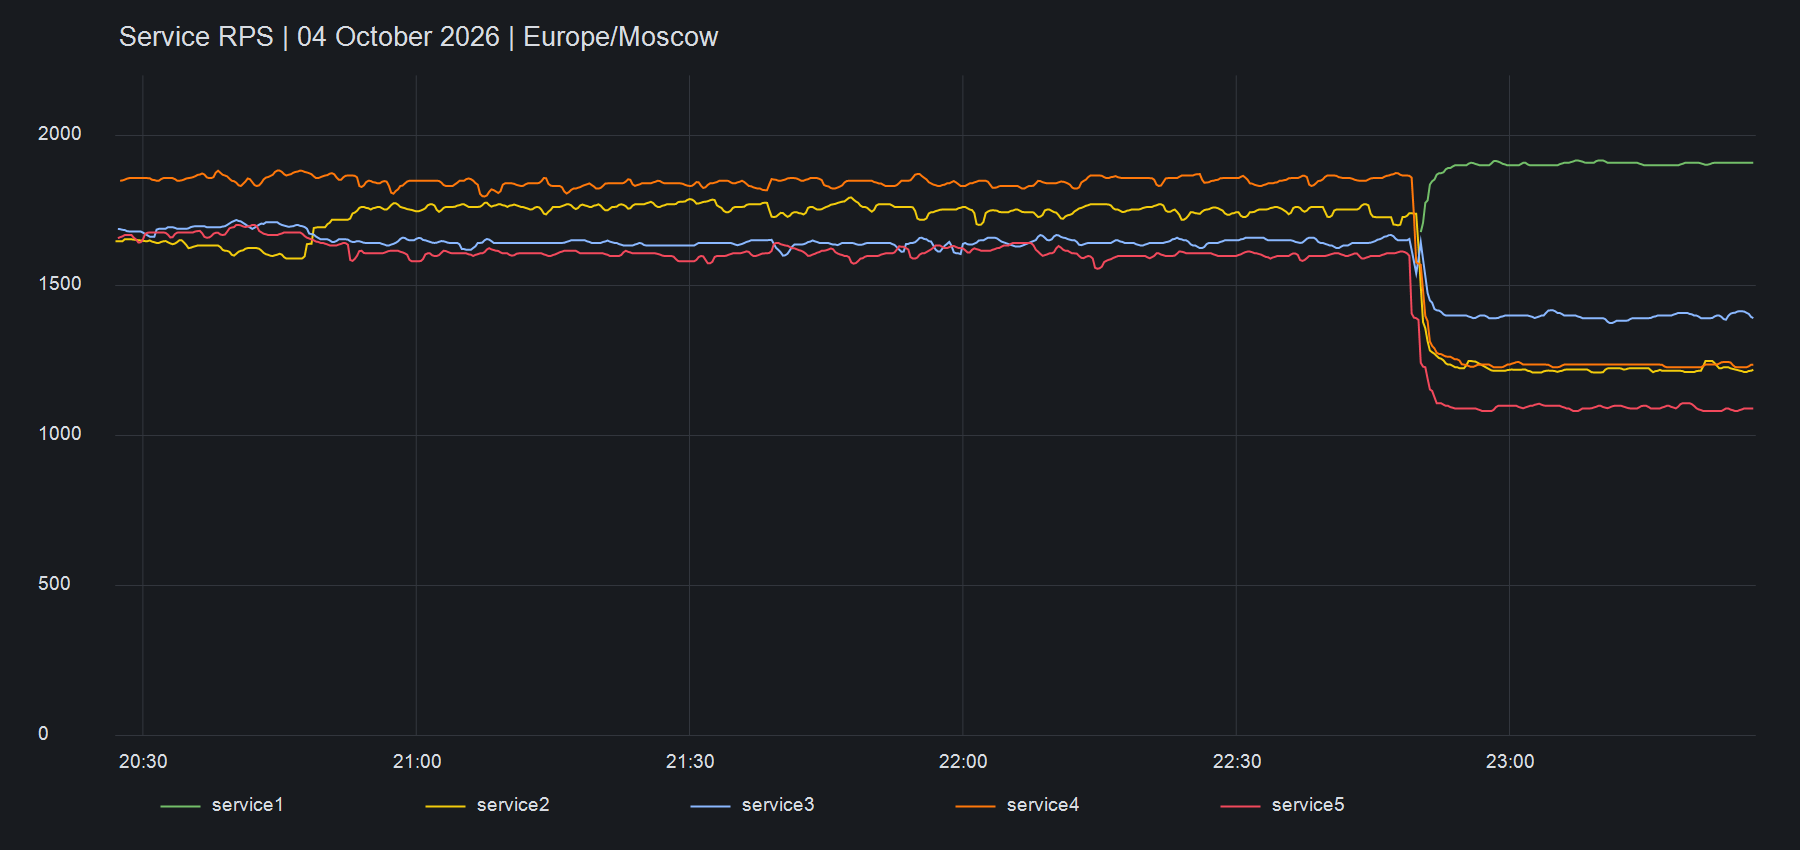 Service RPS | 04 October 2026 | Europe/Moscow
2000
1500
1000
500
0
20:30 21:00 21:30 22:00 22:30 23:00
service1 service2 service3 service4 service5